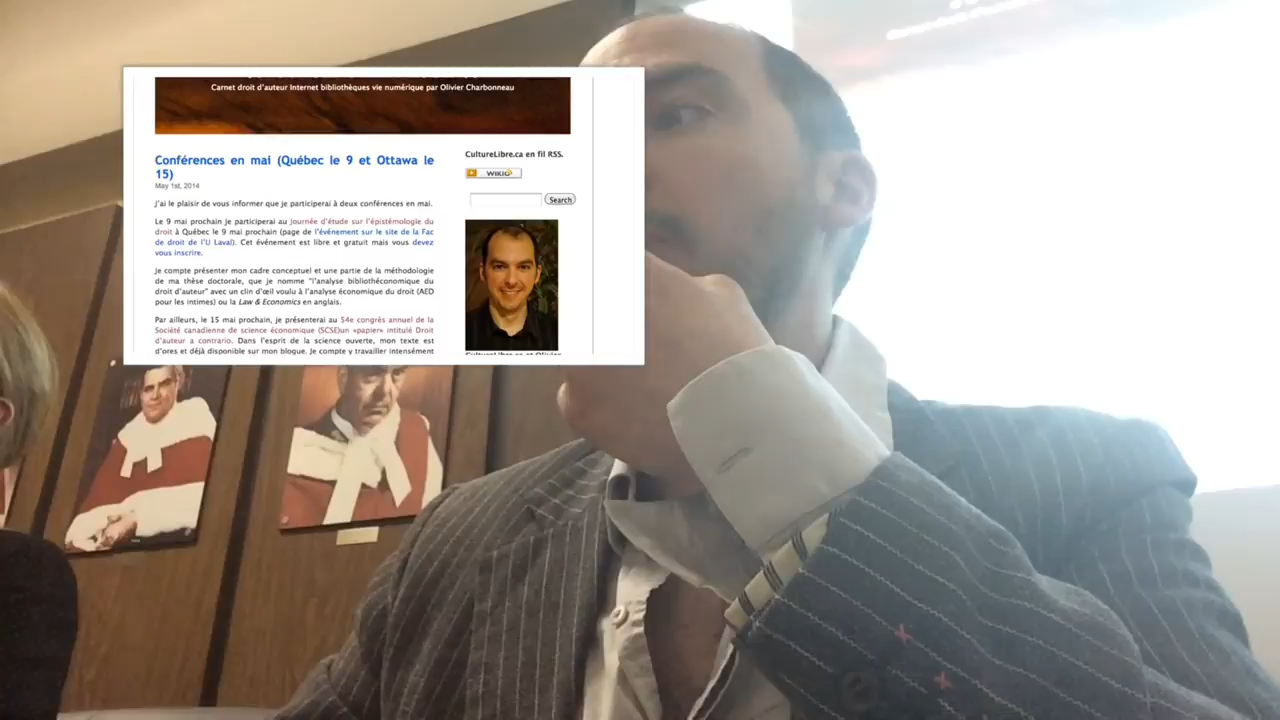 Carnet droit d'auteur Internet bibliothèques vie numérique par Olivier Charbonneau
Conférences en mai (Québec le 9 et Ottawa le
15)
May 1st, 2014
J'ai le plaisir de vous informer que je participerai à deux conférences en mai.
Le 9 mai prochain je participerai au Journée d'étude sur l'épistémologie du
droit à Québec le 9 mai prochain (page de l'événement sur le site de la Fac
de droit de l'U Laval). Cet événement est libre et gratuit mais vous devez
vous inscrire.
Je compte présenter mon cadre conceptuel et une partie de la méthodologie
de ma thèse doctorale, que je nomme "l'analyse bibliothéconomique du
droit d'auteur" avec un clin d'œil voulu à l'analyse économique du droit (AED
pour les intimes) ou la Law & Economics en anglais.
Par ailleurs, le 15 mai prochain, je présenterai au 54e congrès annuel de la
Société canadienne de science économique (SCSE)un «papier» intitulé Droit
d'auteur a contrario. Dans l'esprit de la science ouverte, mon texte est
d'ores et déjà disponible sur mon blogue. Je compte y travailler intensément
CultureLibre.ca en fil RSS.
WIKIO
Search
CultureLibre.ca et Olivier